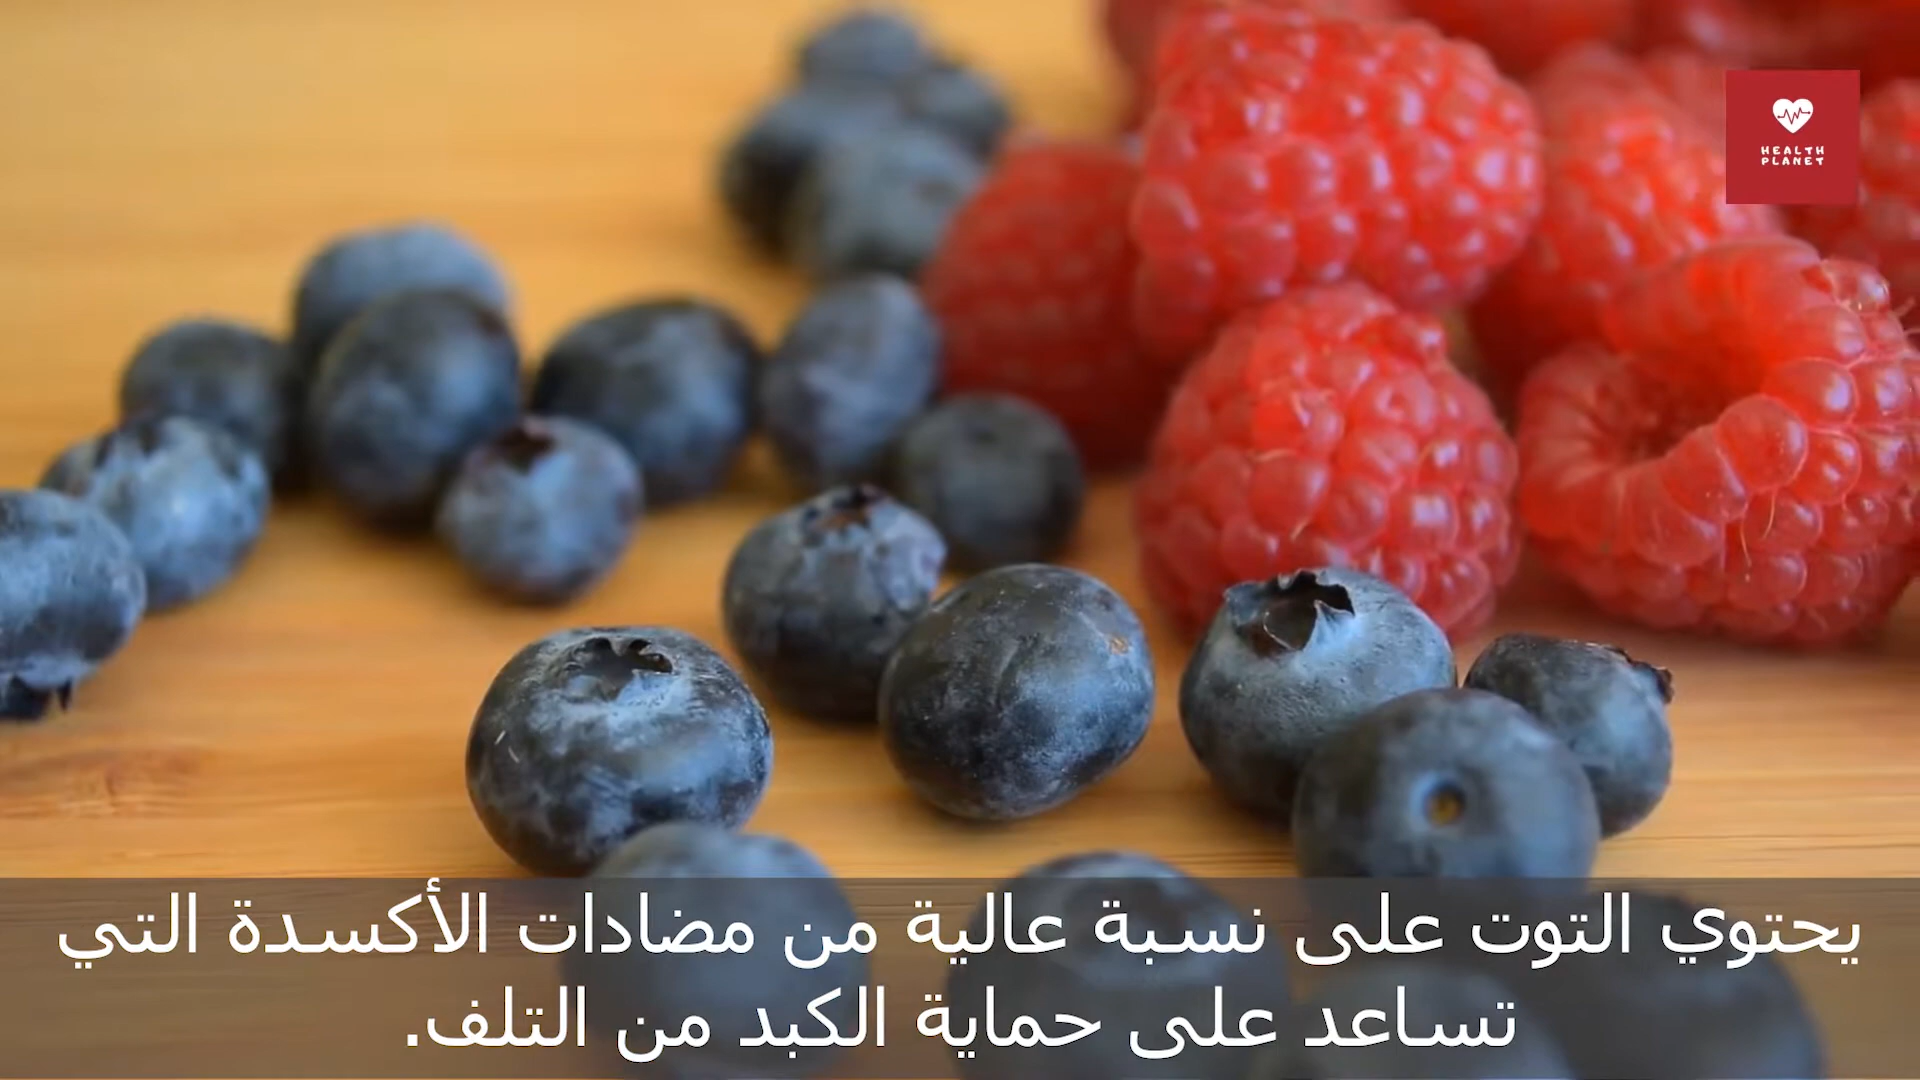 HEALTH
PLANET
يحتوي التوت على نسبة عالية من مضادات الأكسدة التي
تساعد على حماية الكبد من التلف.